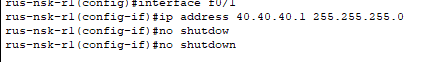 rus-nsk-r1(config)#interface f0/1
rus-nsk-r1(config-if)#ip address 40.40.40.1 255.255.255.0
rus-nsk-r1(config-if)#no shutdow
rus-nsk-r1(config-if)#no shutdown